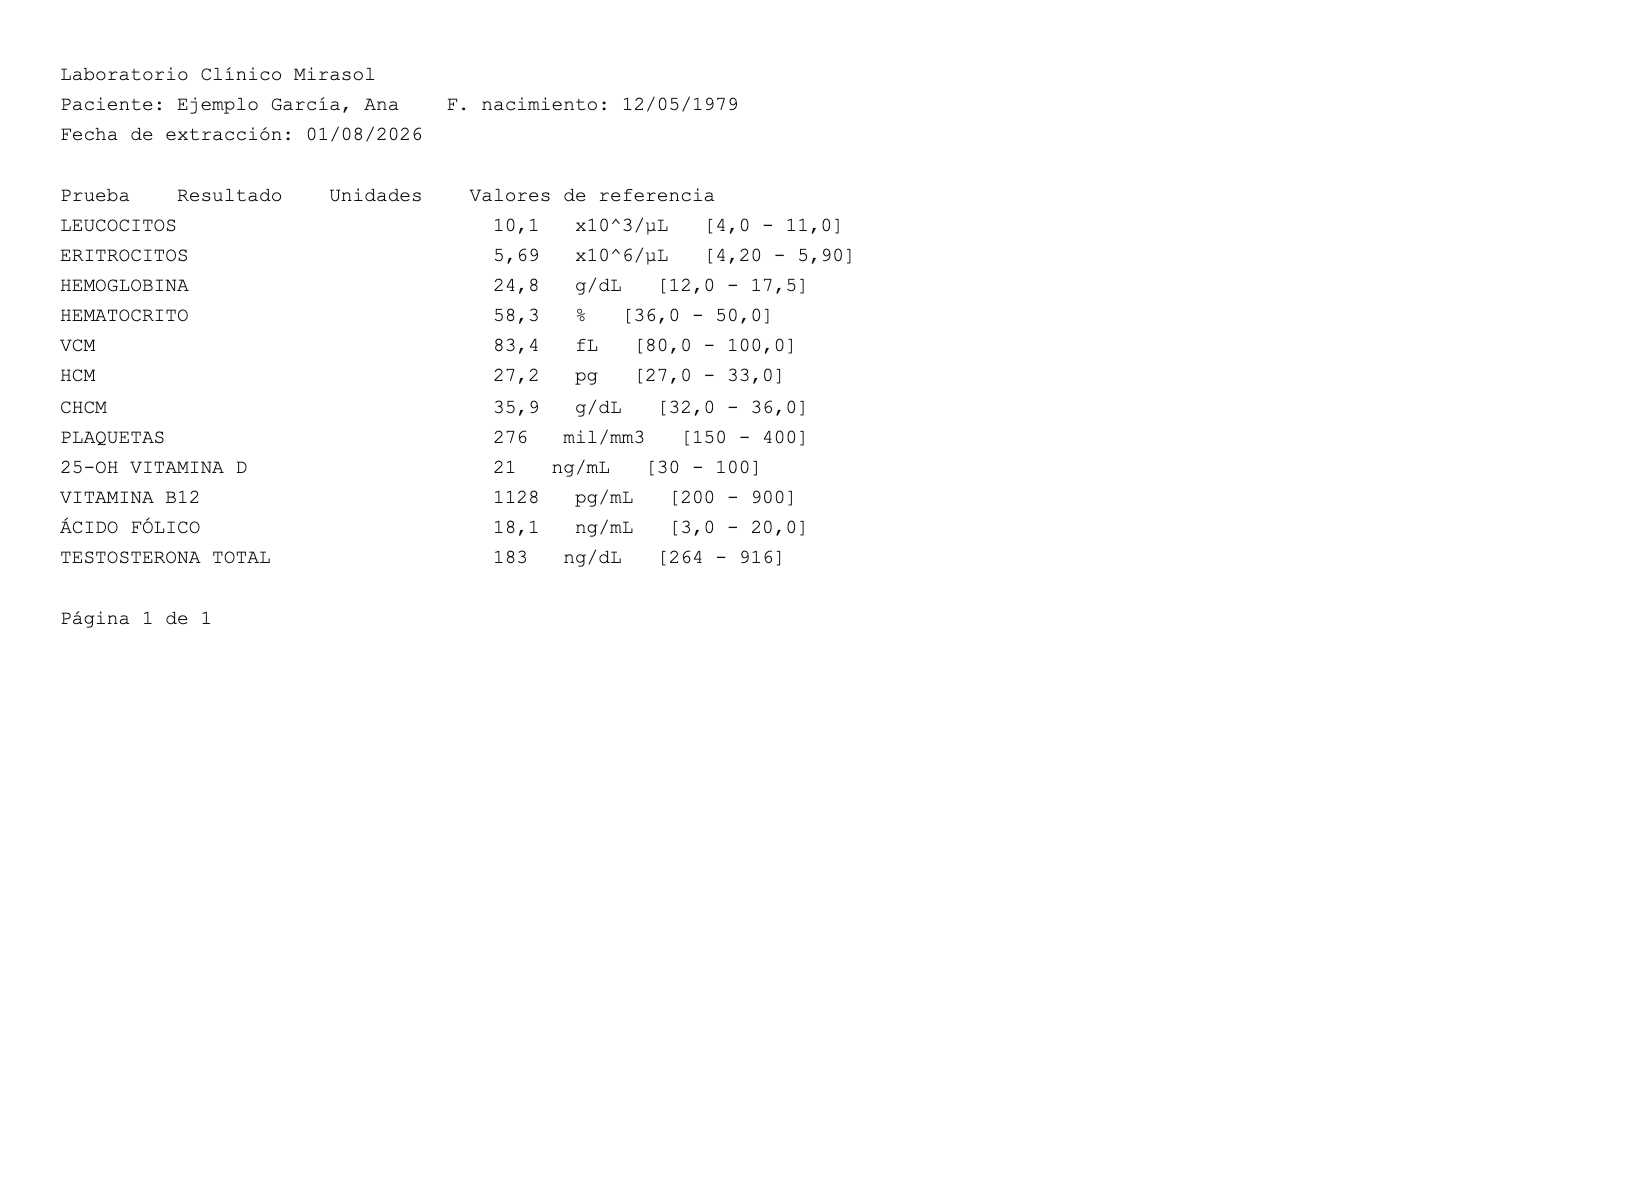 Laboratorio Clínico Mirasol
Paciente: Ejemplo García, Ana    F. nacimiento: 12/05/1979
Fecha de extracción: 01/08/2026
Prueba    Resultado    Unidades    Valores de referencia
LEUCOCITOS    10,1   x10^3/µL   [4,0 - 11,0]
ERITROCITOS    5,69   x10^6/µL   [4,20 - 5,90]
HEMOGLOBINA    24,8   g/dL   [12,0 - 17,5]
HEMATOCRITO    58,3   %   [36,0 - 50,0]
VCM    83,4   fL   [80,0 - 100,0]
HCM    27,2   pg   [27,0 - 33,0]
CHCM    35,9   g/dL   [32,0 - 36,0]
PLAQUETAS    276   mil/mm3   [150 - 400]
25-OH VITAMINA D    21   ng/mL   [30 - 100]
VITAMINA B12    1128   pg/mL   [200 - 900]
ÁCIDO FÓLICO    18,1   ng/mL   [3,0 - 20,0]
TESTOSTERONA TOTAL    183   ng/dL   [264 - 916]
Página 1 de 1